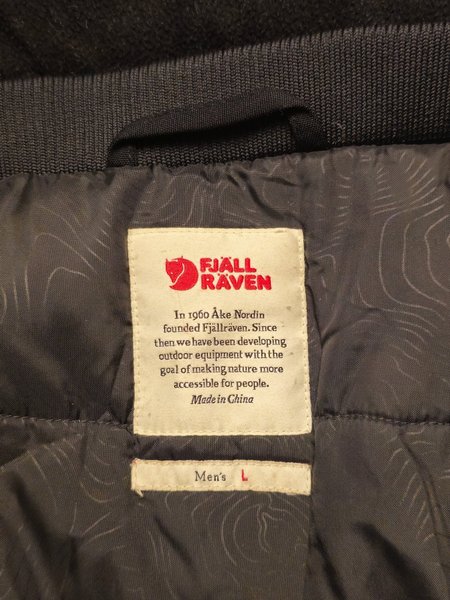 FJÄLL
RÄVEN
In 1960 Åke Nordin
founded Fjällräven. Since
then we have been developing
outdoor equipment with the
goal of making nature more
accessible for people.
Made in China
Men's L